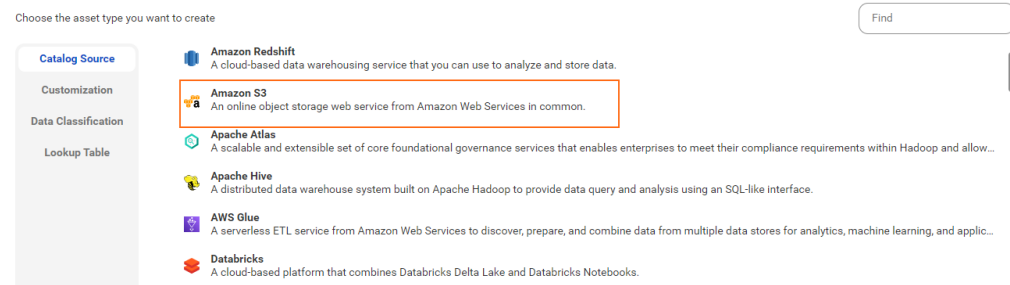 Choose the asset type you want to create
Find
Catalog Source
Customization
Data Classification
Lookup Table
Amazon Redshift
A cloud-based data warehousing service that you can use to analyze and store data.
Amazon S3
An online object storage web service from Amazon Web Services in common.
Apache Atlas
A scalable and extensible set of core foundational governance services that enables enterprises to meet their compliance requirements within Hadoop and allow...
Apache Hive
A distributed data warehouse system built on Apache Hadoop to provide data query and analysis using an SQL-like interface.
AWS Glue
A serverless ETL service from Amazon Web Services to discover, prepare, and combine data from multiple data stores for analytics, machine learning, and applic...
Databricks
A cloud-based platform that combines Databricks Delta Lake and Databricks Notebooks.